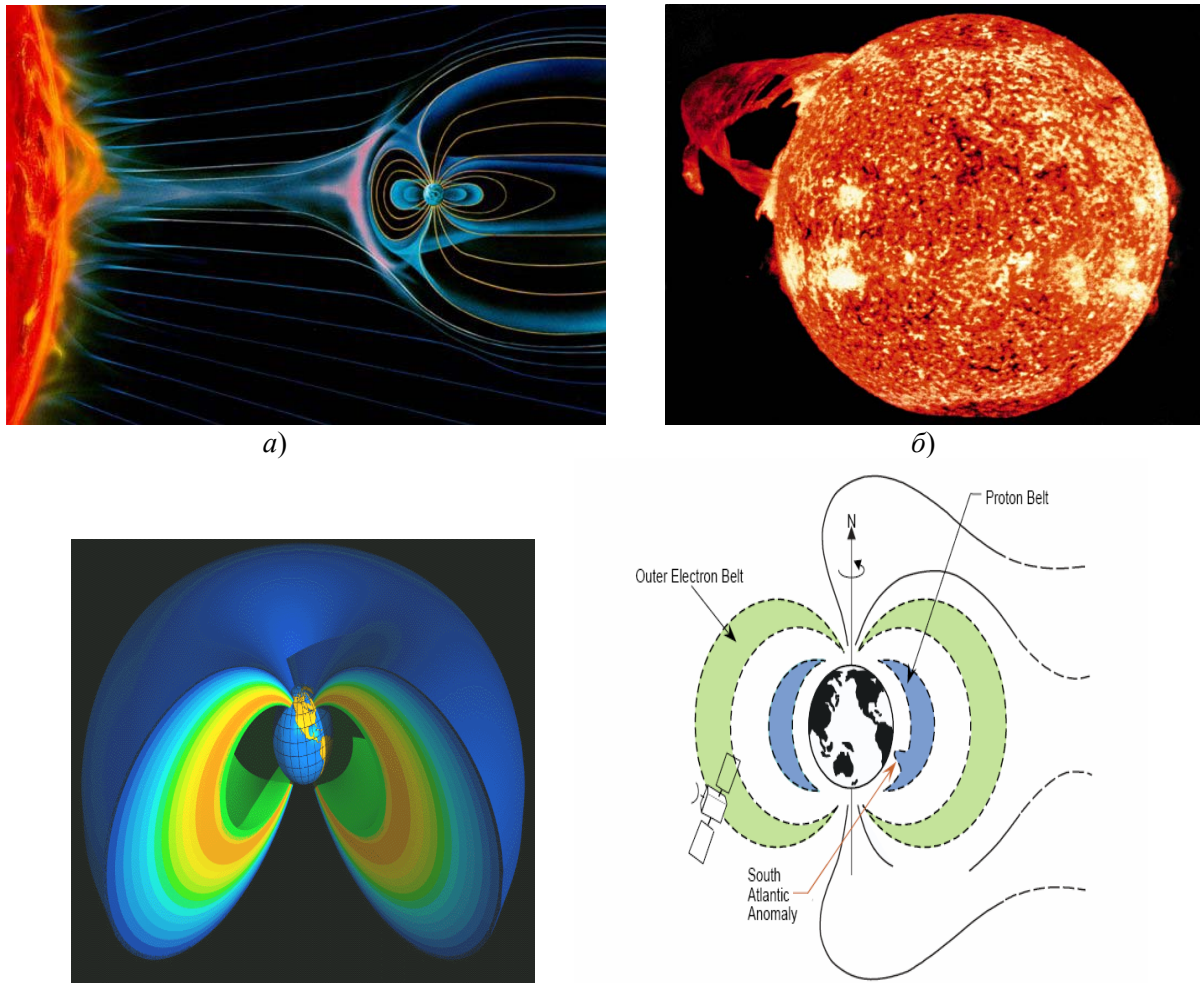 а)
б)
Proton Belt
N
Outer Electron Belt
South
Atlantic
Anomaly